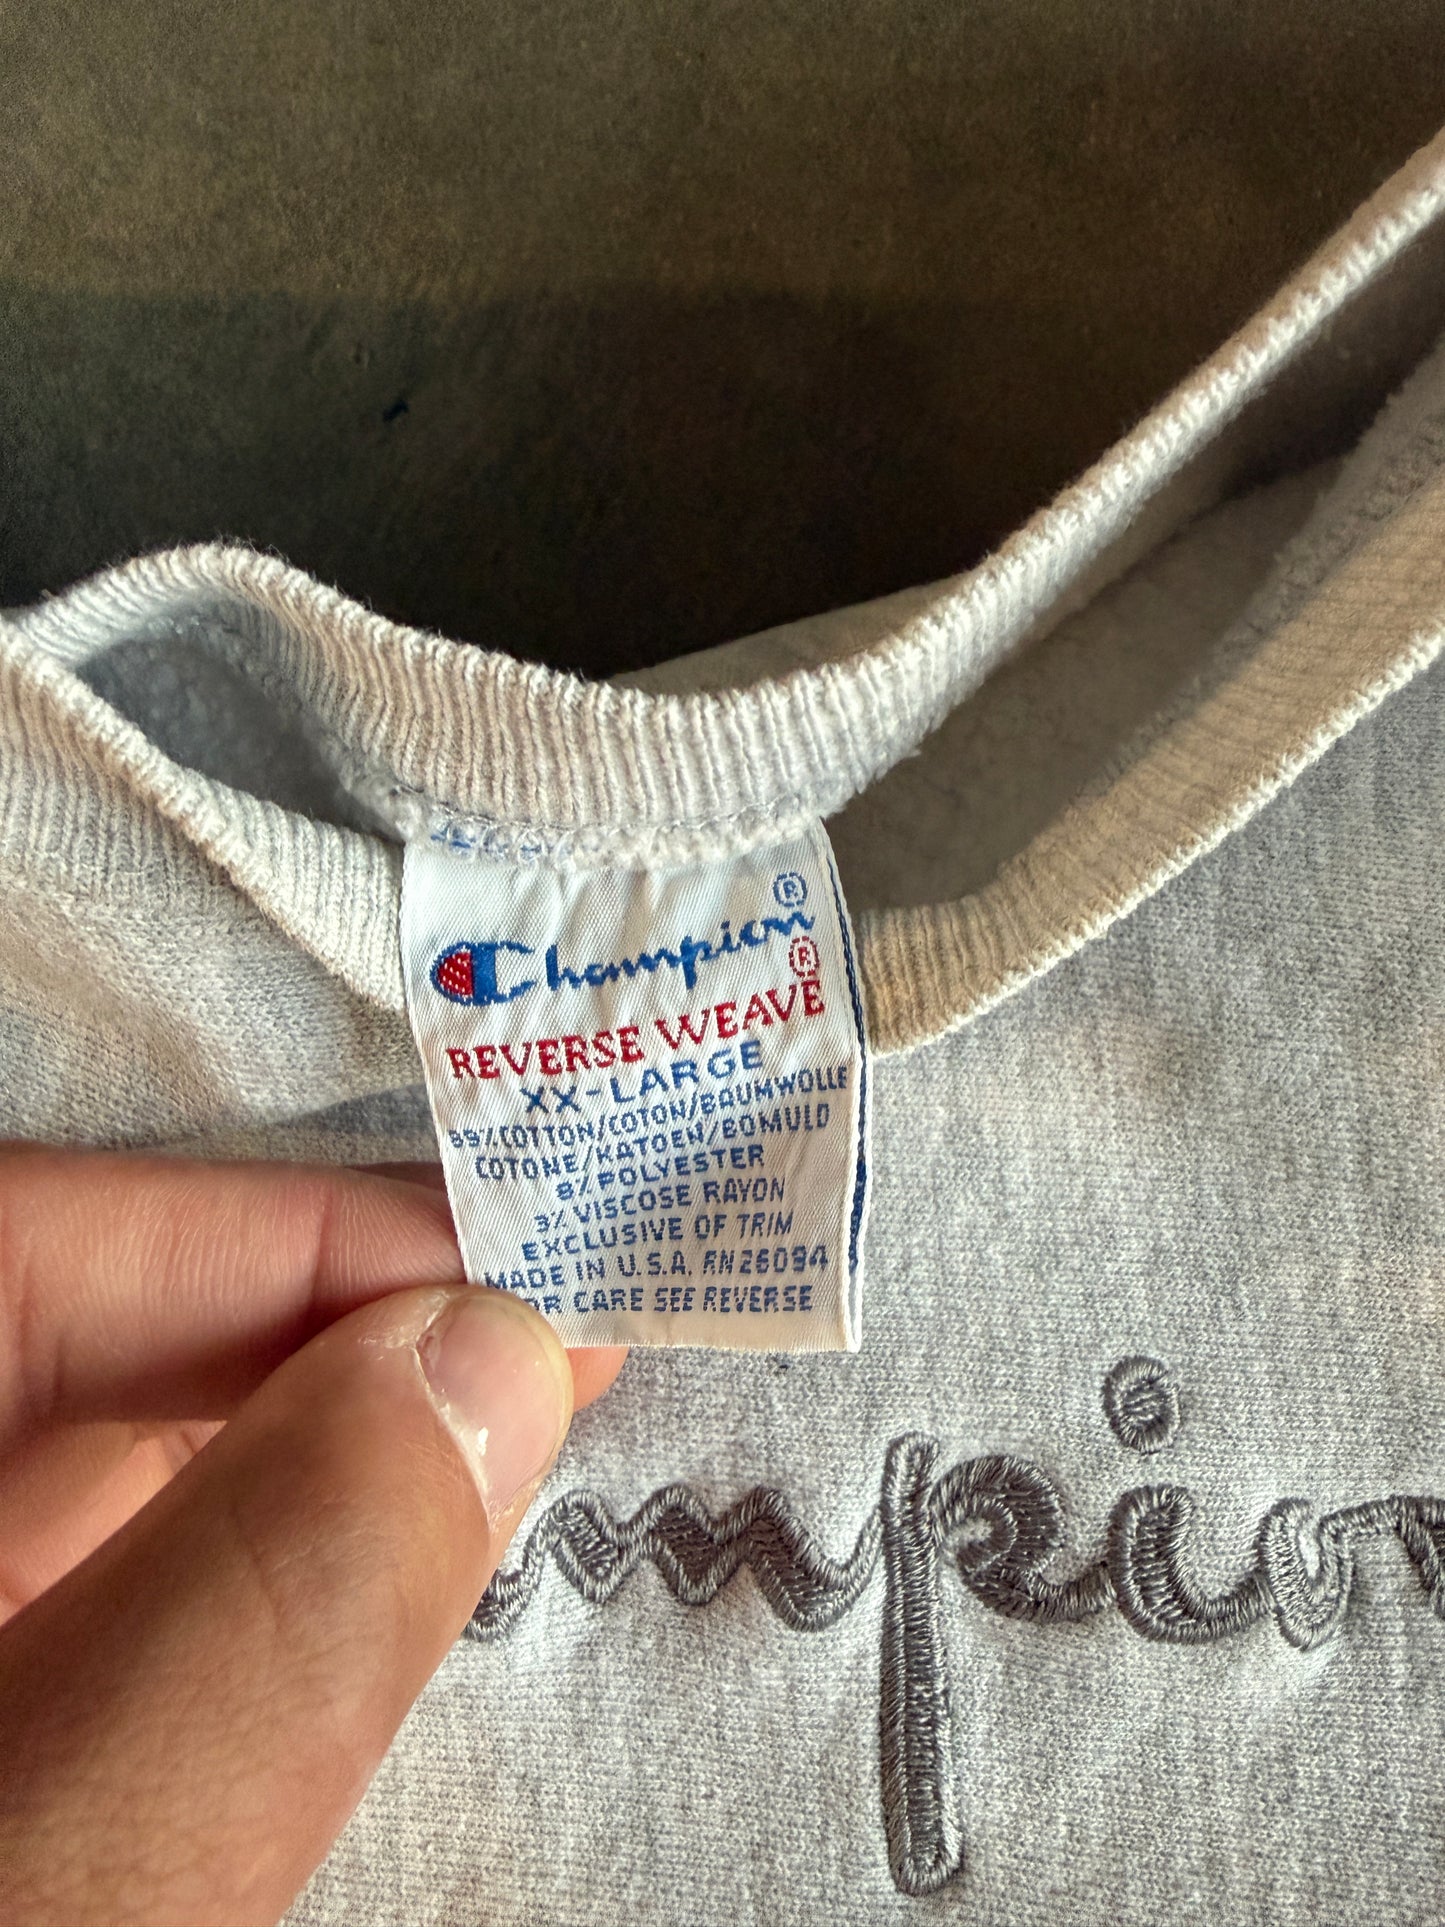 Champion®
REVERSE WEAVE®
XX-LARGE
89% COTTON/COTON/BAUMWOLLE
COTONE/KATOEN/BOMULD
8% POLYESTER
3% VISCOSE RAYON
EXCLUSIVE OF TRIM
MADE IN U.S.A. RN26094
OR CARE SEE REVERSE
mpion